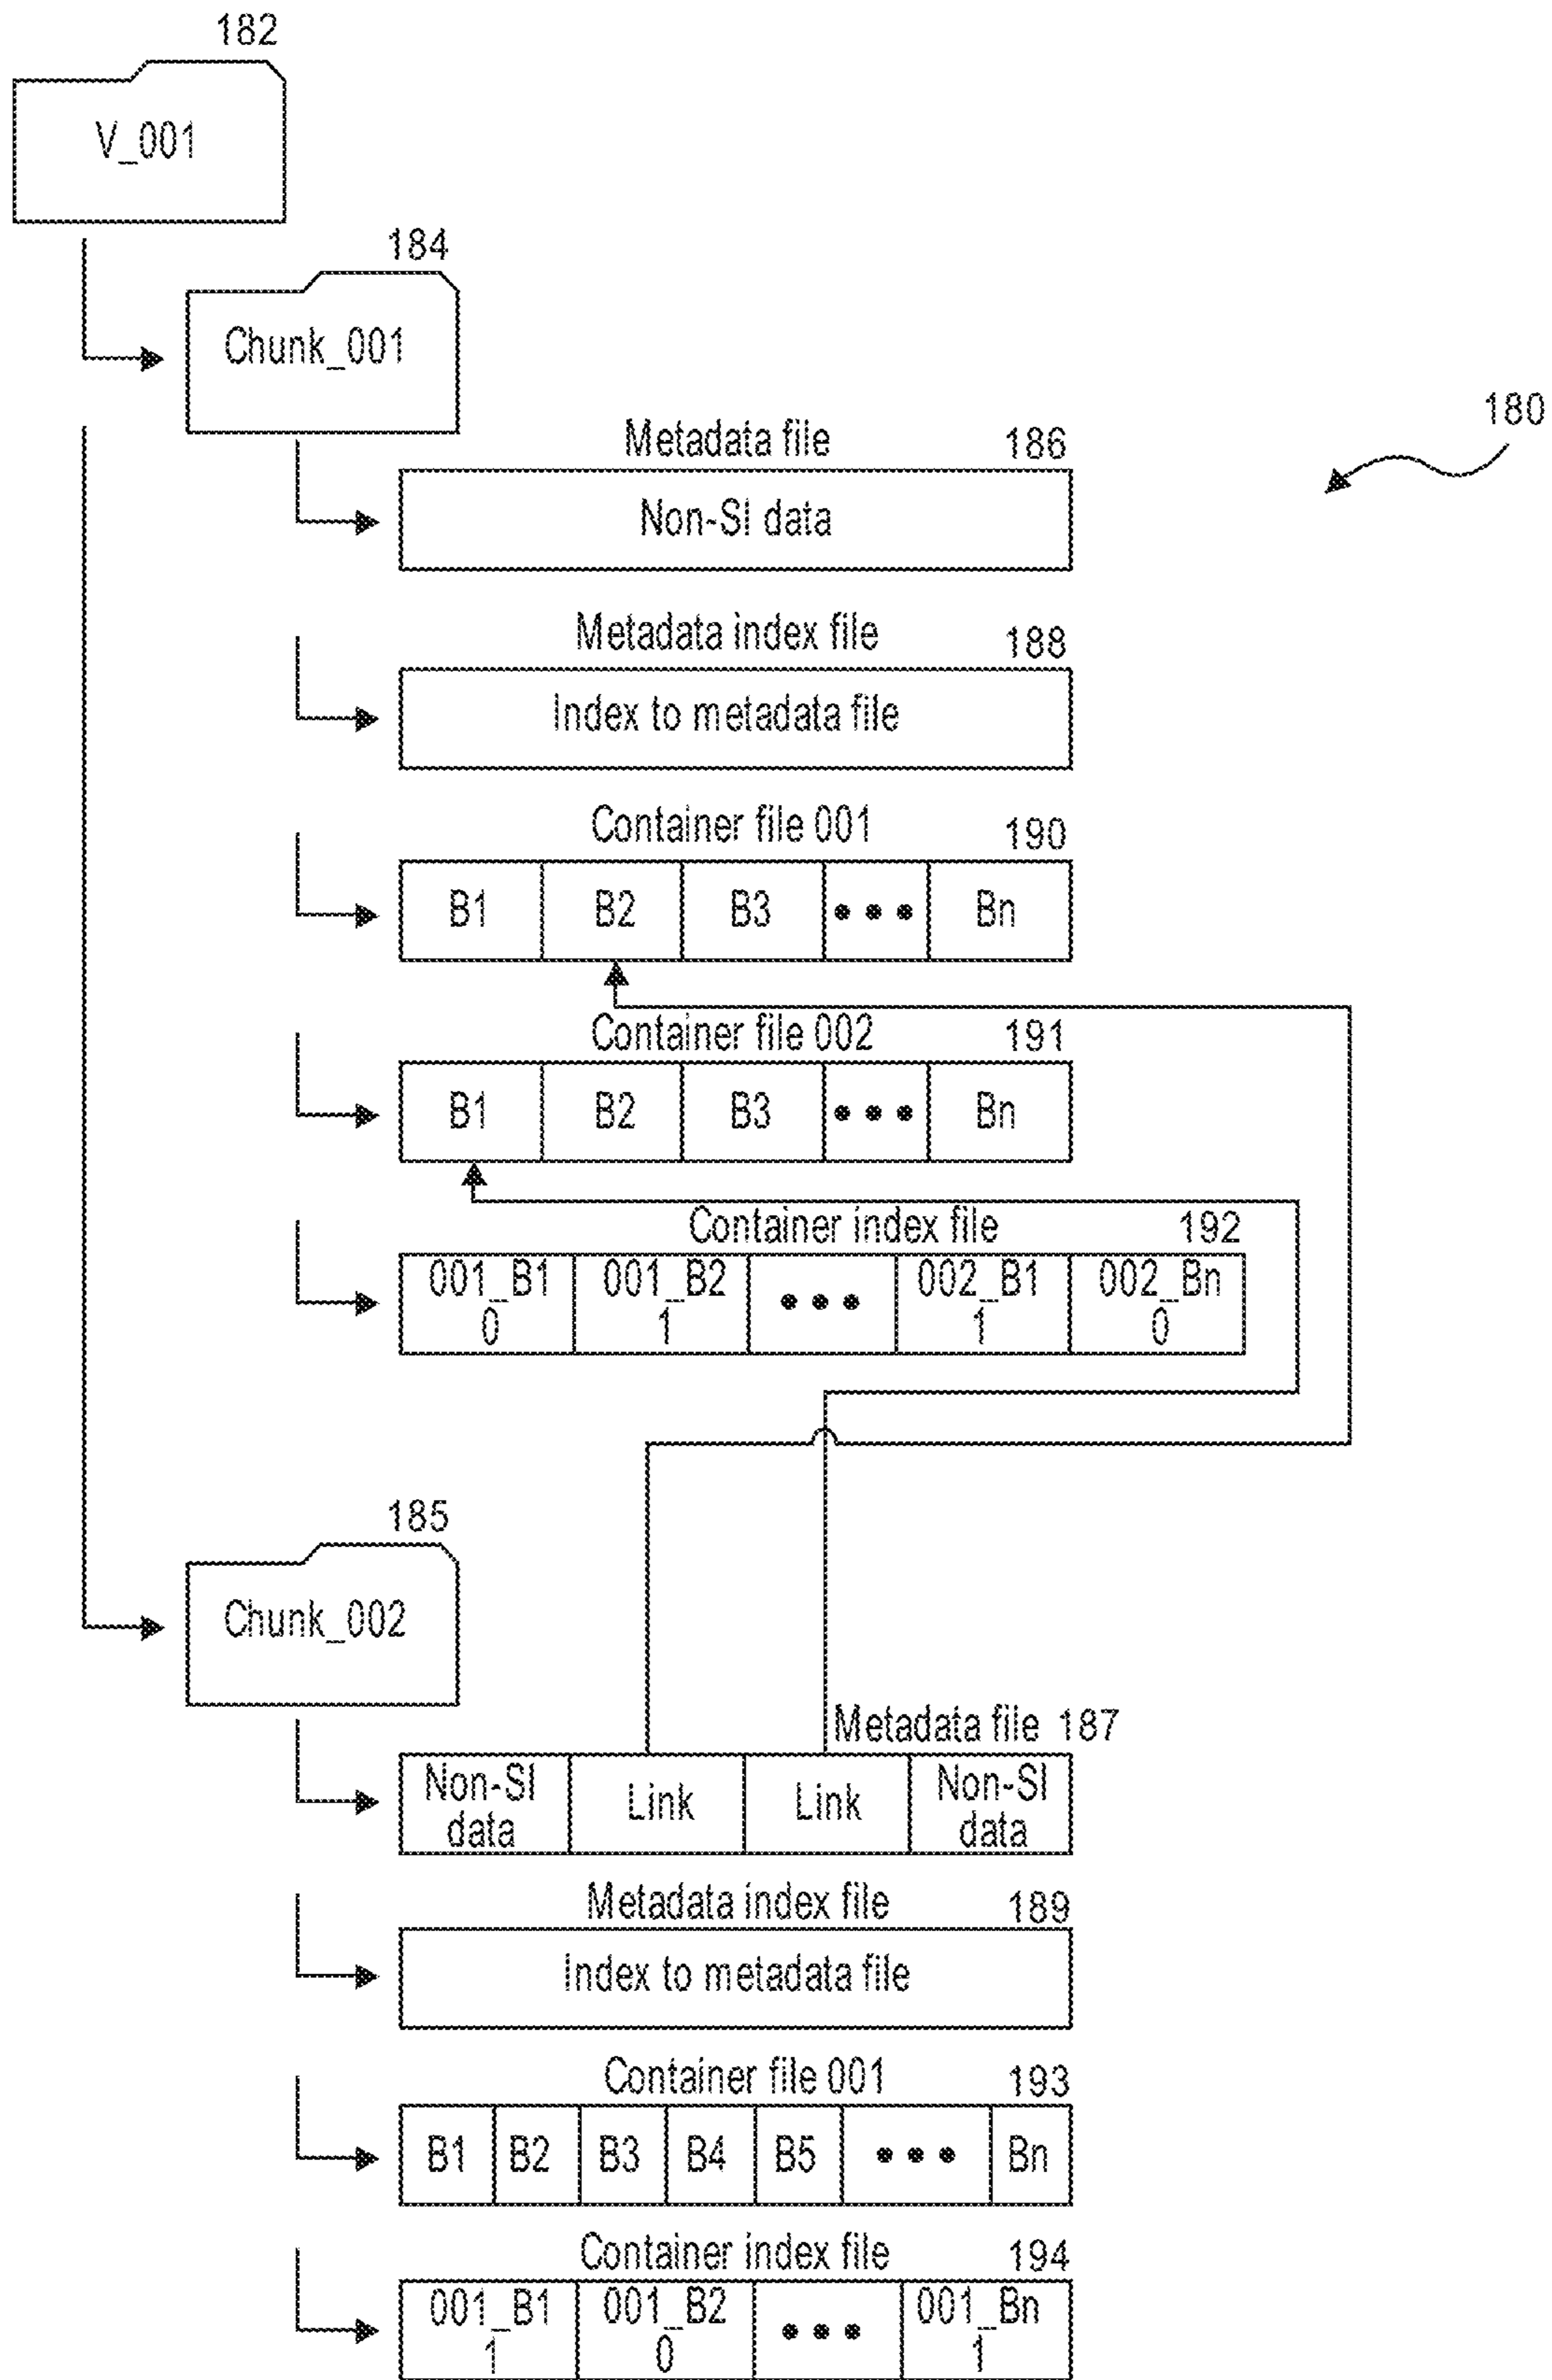 182
V_001
184
Chunk_001
180
Metadata file 186
Non-SI data
Metadata index file 188
Index to metadata file
Container file 001 190
B1 B2 B3 ••• Bn
Container file 002 191
B1 B2 B3 ••• Bn
Container index file 192
001_B1 001_B2 ••• 002_B1 002_Bn
0 1 1 0
185
Chunk_002
Metadata file 187
Non-SI Link Link Non-SI
data data
Metadata index file 189
Index to metadata file
Container file 001 193
B1 B2 B3 B4 B5 ••• Bn
Container index file 194
001_B1 001_B2 ••• 001_Bn
1 0 1